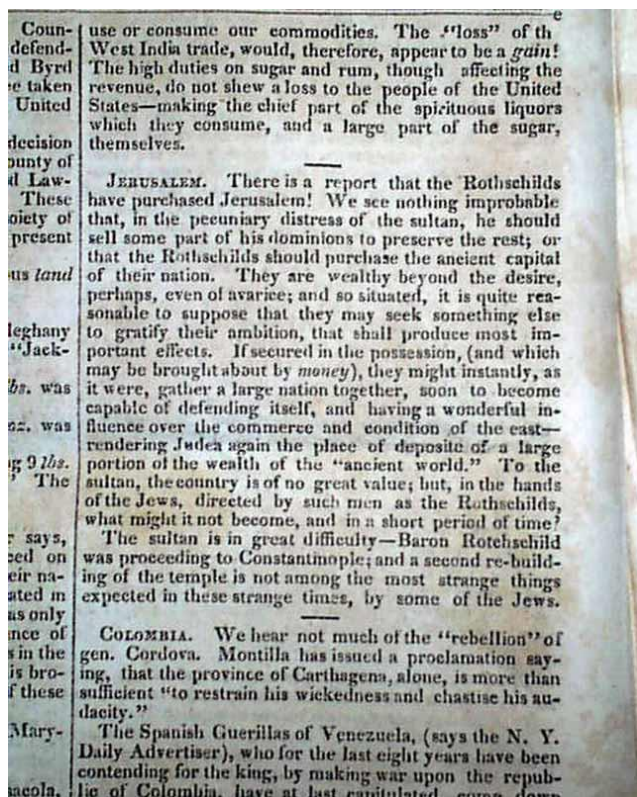 e
Coun-
defend-
d Byrd
e taken
United
decision
ounty of
d Law-
These
oiety of
present
us land
leghany
"Jack-
lbs. was
oz. was
g 9 lbs.
The
r says,
ed on
eir na-
ated in
as only
nce of
s in the
is bro-
f these
Mary-
sacola.
use or consume our commodities. The "loss" of th
West India trade, would, therefore, appear to be a gain!
The high duties on sugar and rum, though affecting the
revenue, do not shew a loss to the people of the United
States—making the chief part of the spirituous liquors
which they consume, and a large part of the sugar,
themselves.
JERUSALEM. There is a report that the Rothschilds
have purchased Jerusalem! We see nothing improbable
that, in the pecuniary distress of the sultan, he should
sell some part of his dominions to preserve the rest; or
that the Rothschilds should purchase the ancient capital
of their nation. They are wealthy beyond the desire,
perhaps, even of avarice; and so situated, it is quite rea-
sonable to suppose that they may seek something else
to gratify their ambition, that shall produce most im-
portant effects. If secured in the possession, (and which
may be brought about by money), they might instantly, as
it were, gather a large nation together, soon to become
capable of defending itself, and having a wonderful in-
fluence over the commerce and condition of the east—
rendering Judea again the place of deposite of a large
portion of the wealth of the "ancient world." To the
sultan, the country is of no great value; but, in the hands
of the Jews, directed by such men as the Rothschilds,
what might it not become, and in a short period of time?
The sultan is in great difficulty—Baron Rotchschild
was proceeding to Constantinople; and a second re-build-
ing of the temple is not among the most strange things
expected in these strange times, by some of the Jews.
COLOMBIA. We hear not much of the "rebellion" of
gen. Cordova. Montilla has issued a proclamation say-
ing, that the province of Carthagena, alone, is more than
sufficient "to restrain his wickedness and chastise his au-
dacity."
The Spanish Guerillas of Venezuela, (says the N. Y.
Daily Advertiser), who for the last eight years have been
contending for the king, by making war upon the repub-
lic of Colombia, have at last capitulated, come down